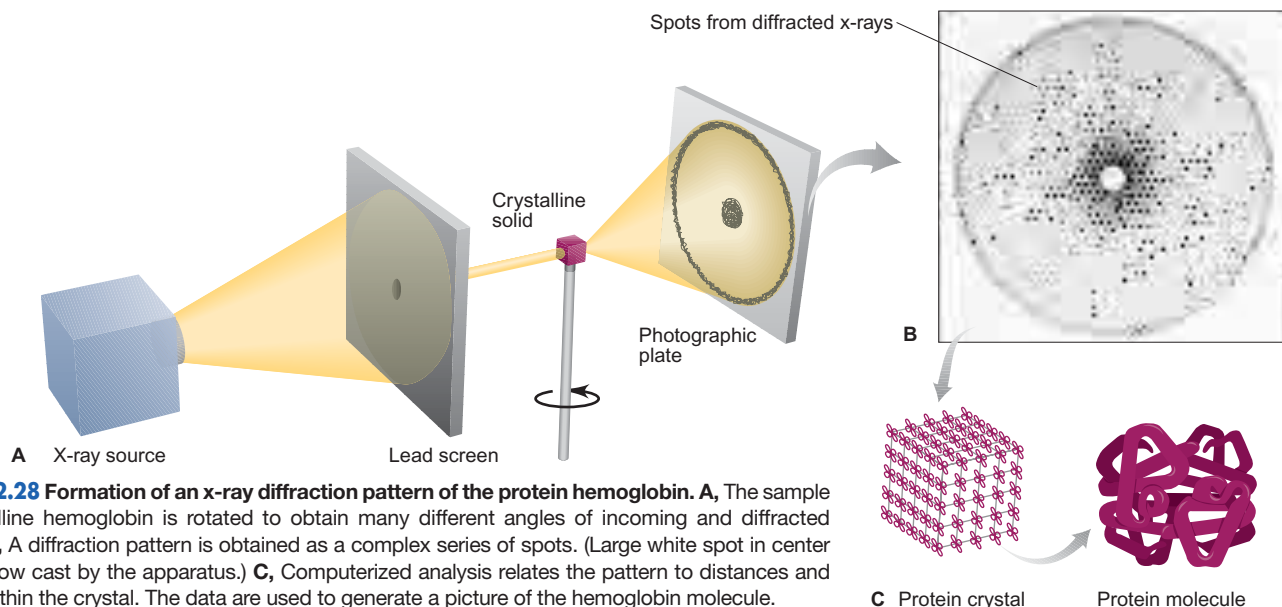 Spots from diffracted x-rays
Crystalline
solid
Photographic
plate
B
A X-ray source
Lead screen
2.28 Formation of an x-ray diffraction pattern of the protein hemoglobin. A, The sample
lline hemoglobin is rotated to obtain many different angles of incoming and diffracted
, A diffraction pattern is obtained as a complex series of spots. (Large white spot in center
ow cast by the apparatus.) C, Computerized analysis relates the pattern to distances and
thin the crystal. The data are used to generate a picture of the hemoglobin molecule.
C Protein crystal
Protein molecule